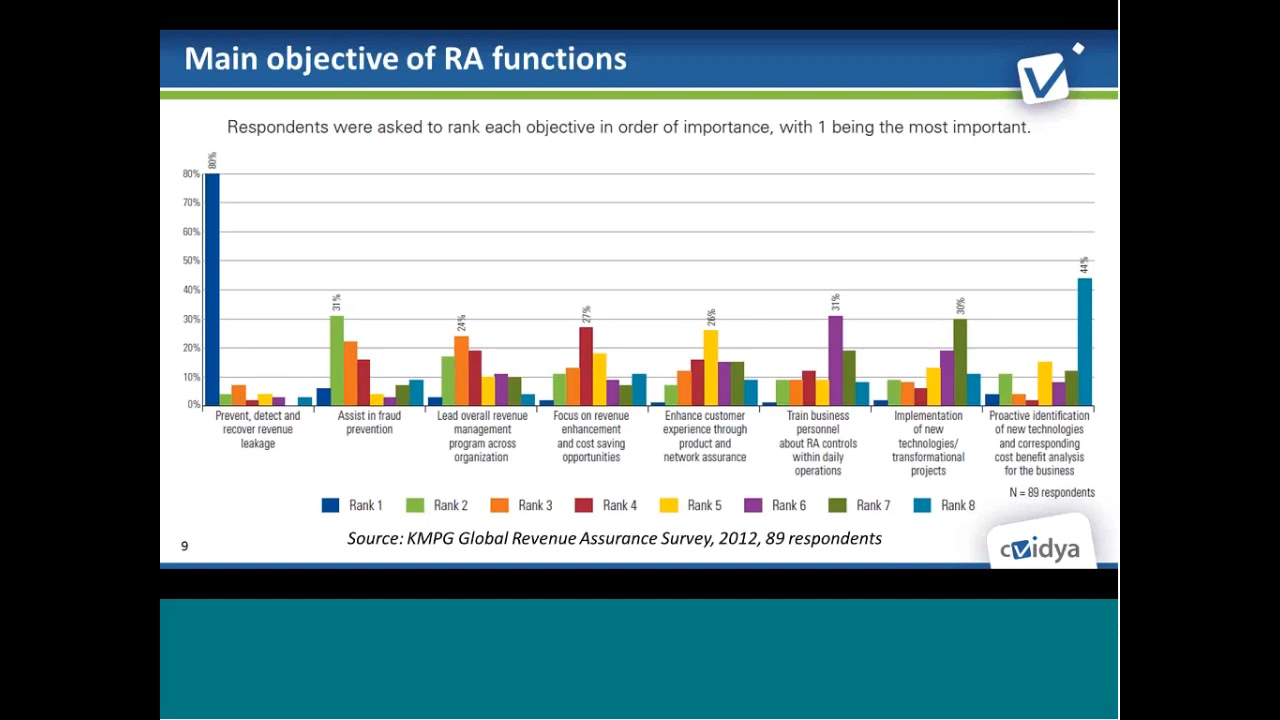 Main objective of RA functions
Respondents were asked to rank each objective in order of importance, with 1 being the most important.
80%
80%
70%
60%
50%
40%
30%
20%
10%
0%
31%
24%
27%
26%
31%
30%
44%
Prevent, detect and
recover revenue
leakage
Assist in fraud
prevention
Lead overall revenue
management
program across
organization
Focus on revenue
enhancement
and cost saving
opportunities
Enhance customer
experience through
product and
network assurance
Train business
personnel
about RA controls
within daily
operations
Implementation
of new
technologies/
transformational
projects
Proactive identification
of new technologies
and corresponding
cost benefit analysis
for the business
N = 89 respondents
Rank 1 Rank 2 Rank 3 Rank 4 Rank 5 Rank 6 Rank 7 Rank 8
Source: KMPG Global Revenue Assurance Survey, 2012, 89 respondents
9
cvidya